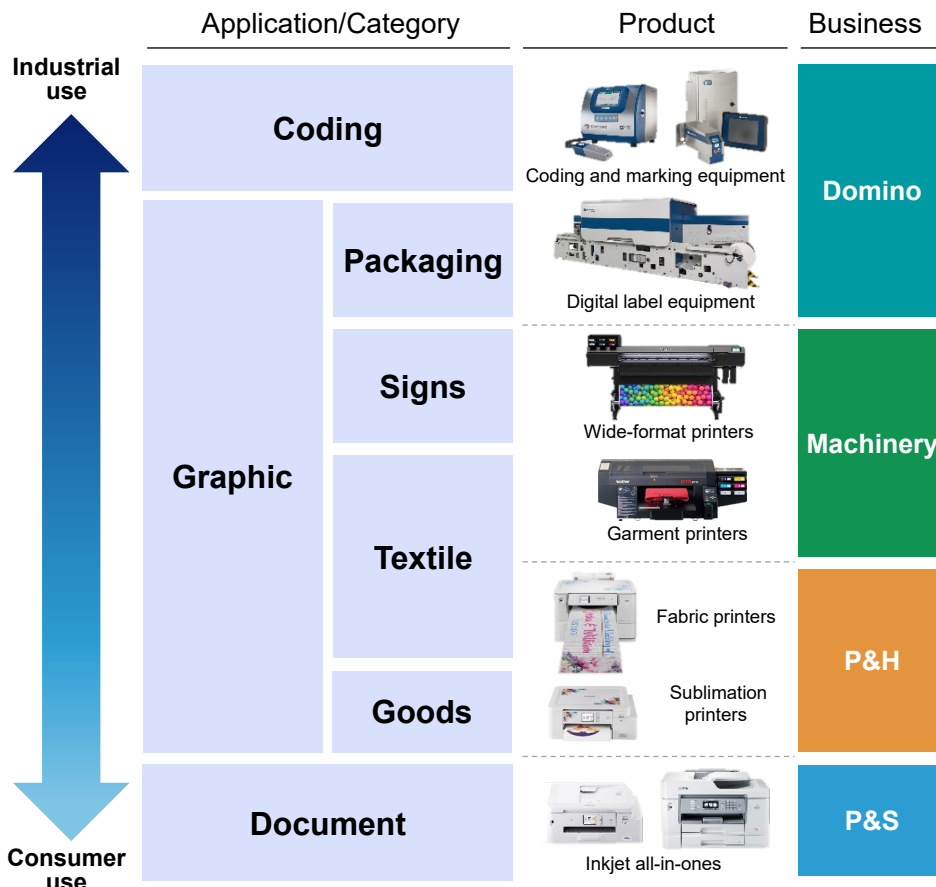 Application/Category
Product
Business
Industrial
use
Coding
Coding and marking equipment
Domino
Packaging
Digital label equipment
Signs
Wide-format printers
Machinery
Graphic
Garment printers
Textile
Fabric printers
P&H
Sublimation
printers
Goods
Document
P&S
Inkjet all-in-ones
Consumer
use